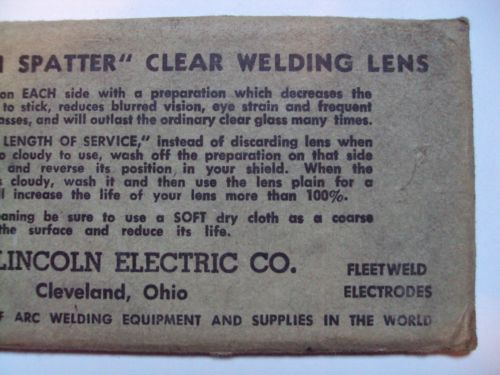 SPATTER" CLEAR WELDING LENS
on EACH side with a preparation which decreases the
to stick, reduces blurred vision, eye strain and frequent
asses, and will outlast the ordinary clear glass many times.
LENGTH OF SERVICE," instead of discarding lens when
o cloudy to use, wash off the preparation on that side
and reverse its position in your shield. When the
s cloudy, wash it and then use the lens plain for a
ll increase the life of your lens more than 100%.
aning be sure to use a SOFT dry cloth as a coarse
the surface and reduce its life.
LINCOLN ELECTRIC CO.
Cleveland, Ohio
FLEETWELD
ELECTRODES
F ARC WELDING EQUIPMENT AND SUPPLIES IN THE WORLD